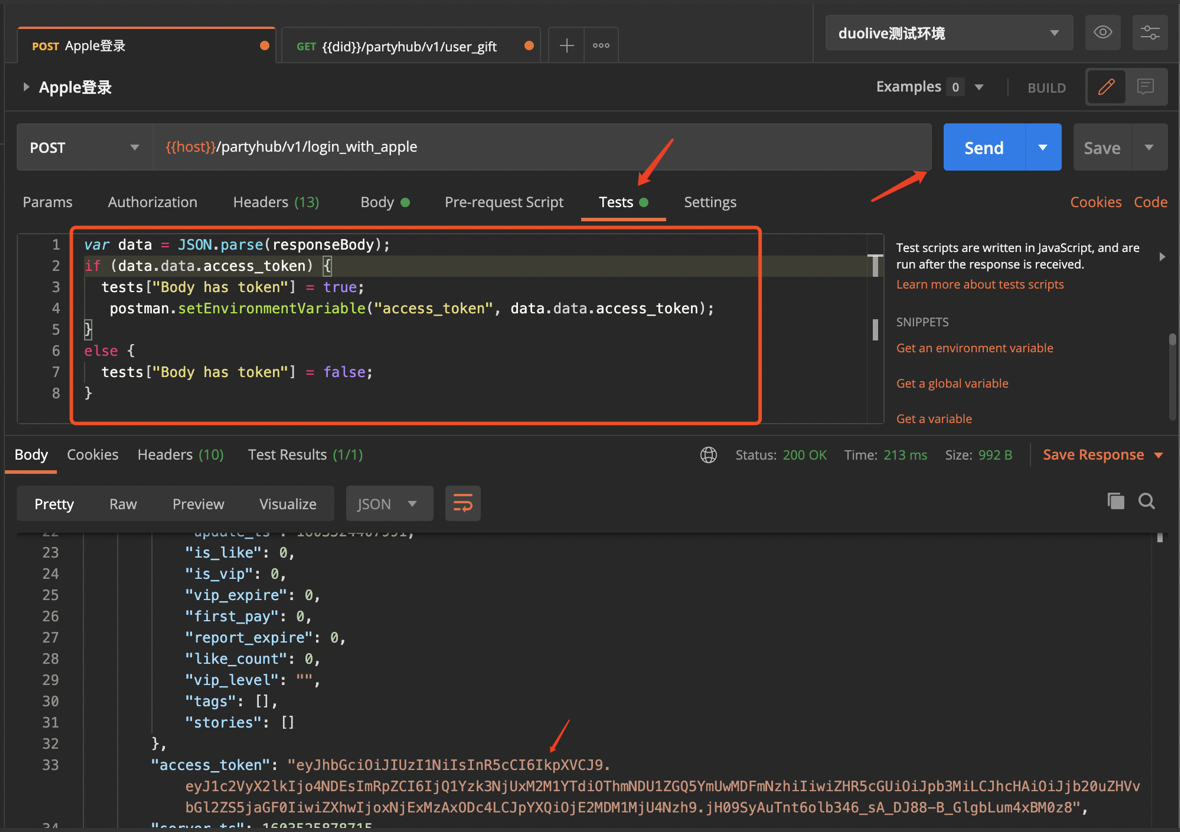 POST Apple登录
GET {{did}}/partyhub/v1/user_gift
duolive测试环境
Apple登录
Examples 0
BUILD
POST
{{host}}/partyhub/v1/login_with_apple
Send
Save
Params
Authorization
Headers (13)
Body
Pre-request Script
Tests
Settings
Cookies
Code
1 var data = JSON.parse(responseBody);
2 if (data.data.access_token) {
3 tests["Body has token"] = true;
4 postman.setEnvironmentVariable("access_token", data.data.access_token);
5 }
6 else {
7 tests["Body has token"] = false;
8 }
Test scripts are written in JavaScript, and are
run after the response is received.
Learn more about tests scripts
SNIPPETS
Get an environment variable
Get a global variable
Get a variable
Body
Cookies
Headers (10)
Test Results (1/1)
Status: 200 OK
Time: 213 ms
Size: 992 B
Save Response
Pretty
Raw
Preview
Visualize
JSON
23 "is_like": 0,
24 "is_vip": 0,
25 "vip_expire": 0,
26 "first_pay": 0,
27 "report_expire": 0,
28 "like_count": 0,
29 "vip_level": "",
30 "tags": [],
31 "stories": []
32 },
33 "access_token": "eyJhbGciOiJIUzI1NiIsInR5cCI6IkpXVCJ9.
eyJ1c2VyX2lkIjo4NDEsImRpZCI6IjQ1Yzk3NjUxM2M1YTdiOThmNDU1ZGQ5YmUwMDFmNzhiIiwiZHR5cGUiOiJpb3MiLCJhcHAiOiJjb20uZHVv
bGl2ZS5jaGF0IiwiZXhwIjoxNjExMzAxODc4LCJpYXQiOjE2MDM1MjU4Nzh9.jH09SyAuTnt6olb346_sA_DJ88-B_GlgbLum4xBM0z8",
34 "server_ts": 1603525878715